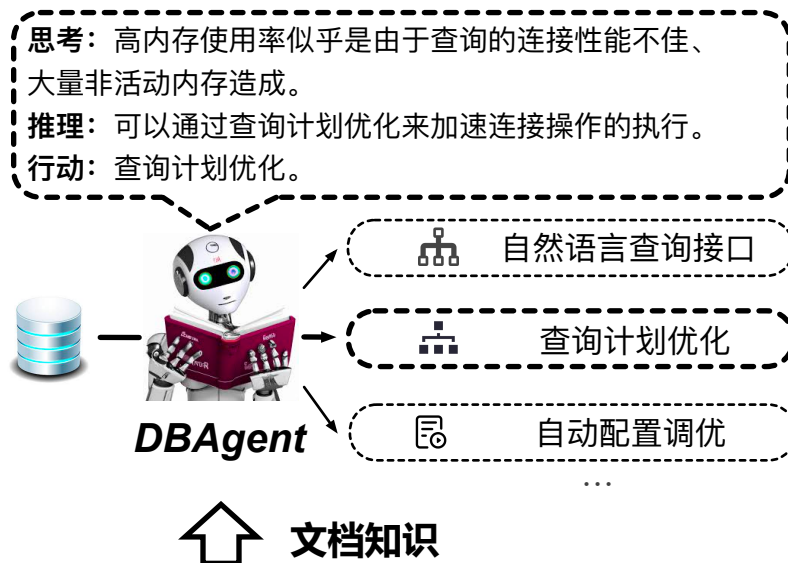 思考：高内存使用率似乎是由于查询的连接性能不佳、
大量非活动内存造成。
推理：可以通过查询计划优化来加速连接操作的执行。
行动：查询计划优化。
自然语言查询接口
查询计划优化
自动配置调优
...
DBAgent
文档知识